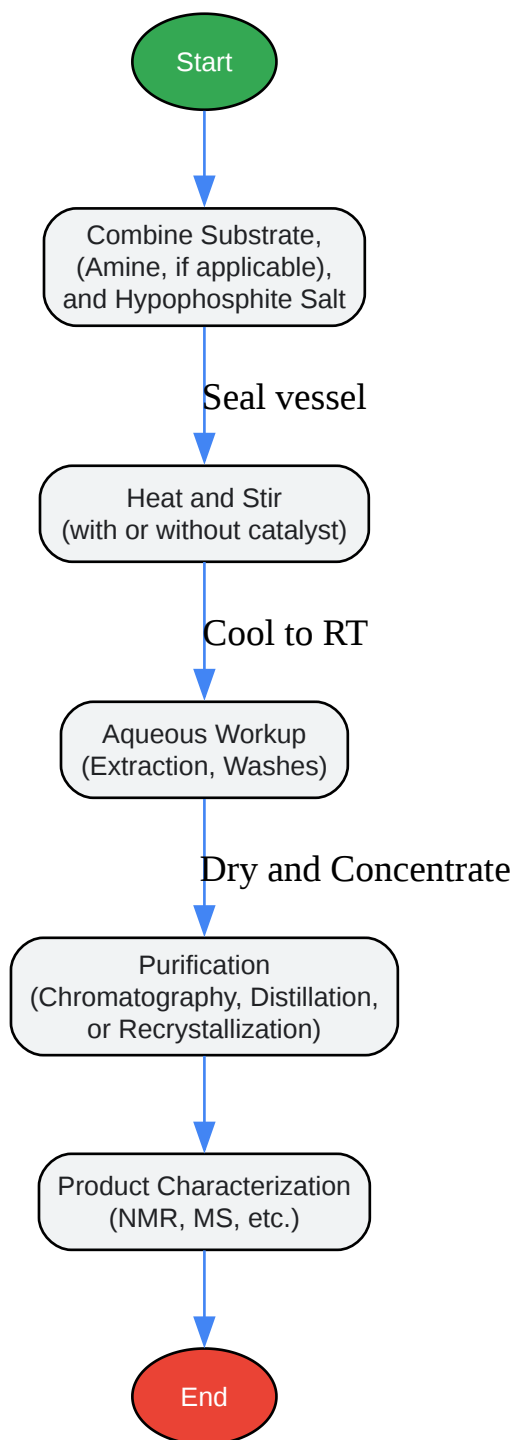 Start
Combine Substrate,
(Amine, if applicable),
and Hypophosphite Salt
Seal vessel
Heat and Stir
(with or without catalyst)
Cool to RT
Aqueous Workup
(Extraction, Washes)
Dry and Concentrate
Purification
(Chromatography, Distillation,
or Recrystallization)
Product Characterization
(NMR, MS, etc.)
End